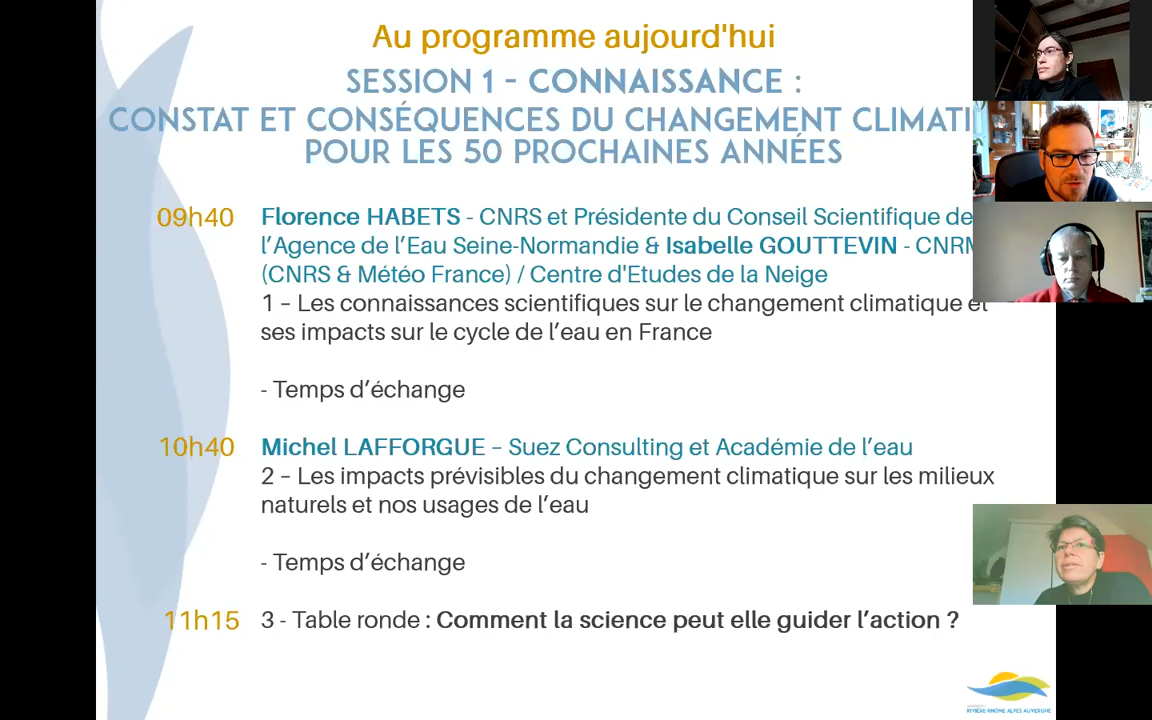 Au programme aujourd'hui
SESSION 1 - CONNAISSANCE :
CONSTAT ET CONSÉQUENCES DU CHANGEMENT CLIMATI
POUR LES 50 PROCHAINES ANNÉES
09h40 Florence HABETS - CNRS et Présidente du Conseil Scientifique de
l’Agence de l’Eau Seine-Normandie & Isabelle GOUTTEVIN - CNRM
(CNRS & Météo France) / Centre d'Etudes de la Neige
1 – Les connaissances scientifiques sur le changement climatique et
ses impacts sur le cycle de l’eau en France
- Temps d’échange
10h40 Michel LAFFORGUE – Suez Consulting et Académie de l’eau
2 – Les impacts prévisibles du changement climatique sur les milieux
naturels et nos usages de l’eau
- Temps d’échange
11h15 3 - Table ronde : Comment la science peut elle guider l’action ?
RIVIÈRE RHÔNE ALPES AUVERGNE